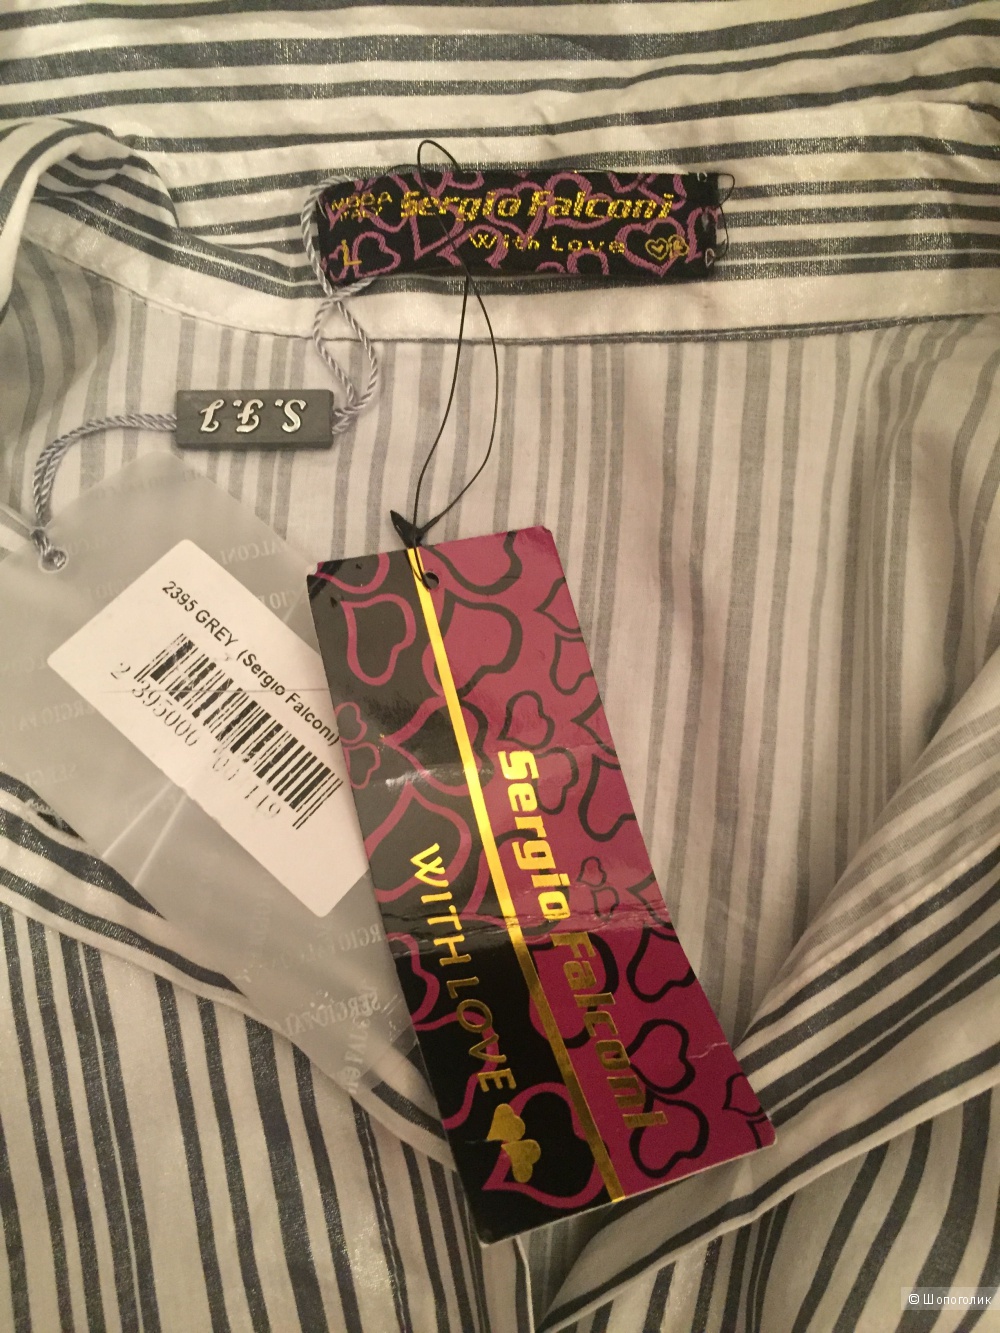 Sergio Falconi
With Love
L
S.F.L
2395 GREY (Sergio Falconi)
2 395000
Sergio Falconi
WITH LOVE
© Шопоголик